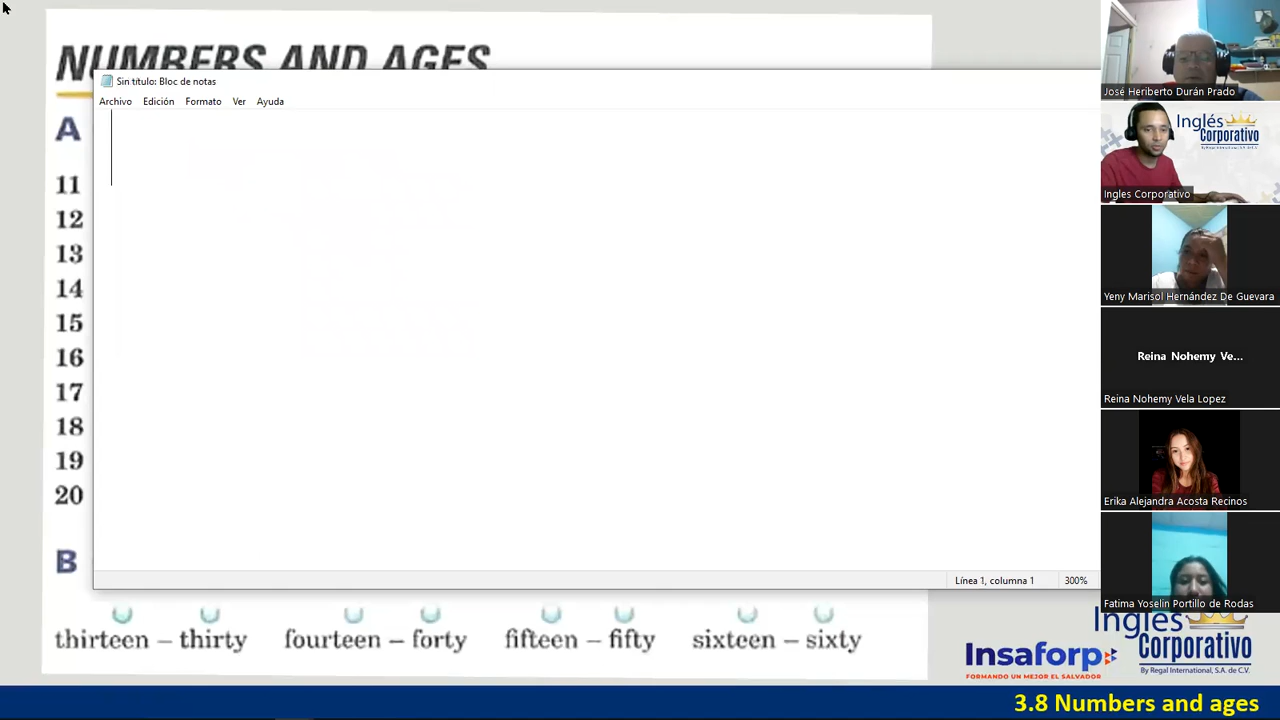 NUMBERS AND AGES
Sin título: Bloc de notas
Archivo Edición Formato Ver Ayuda
A
11
12
13
14
15
16
17
18
19
20
B
Línea 1, columna 1 300%
thirteen – thirty fourteen – forty fifteen – fifty sixteen – sixty
José Heriberto Durán Prado
Inglés
Corporativo
By Regal International, S.A. de C.V.
Ingles Corporativo
Yeny Marisol Hernández De Guevara
Reina Nohemy Ve...
Reina Nohemy Vela Lopez
Erika Alejandra Acosta Recinos
Fatima Yoselin Portillo de Rodas
Insaforp
FORMANDO UN MEJOR EL SALVADOR
Inglés
Corporativo
By Regal International, S.A. de C.V.
3.8 Numbers and ages